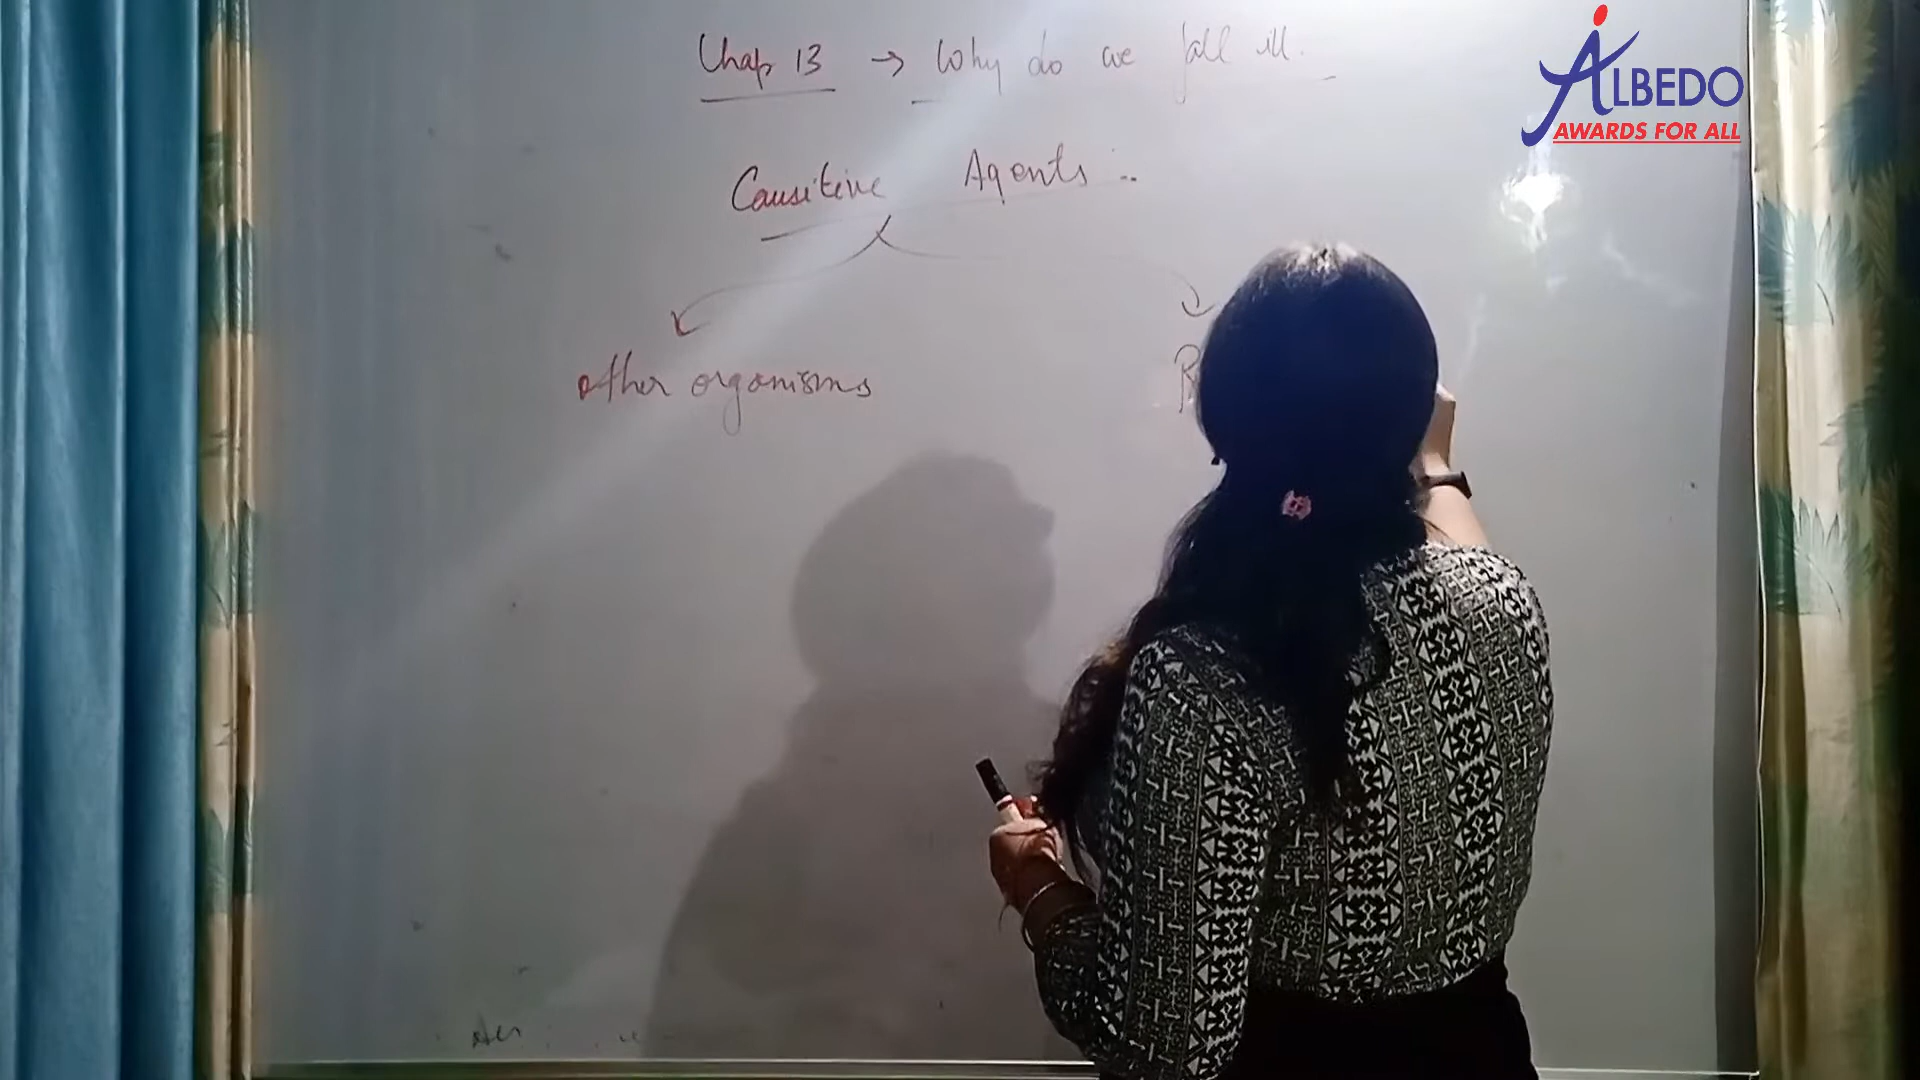 Chap 13 → Why do we fall ill.
ALBEDO
AWARDS FOR ALL
Causitive Agents ..
other organisms